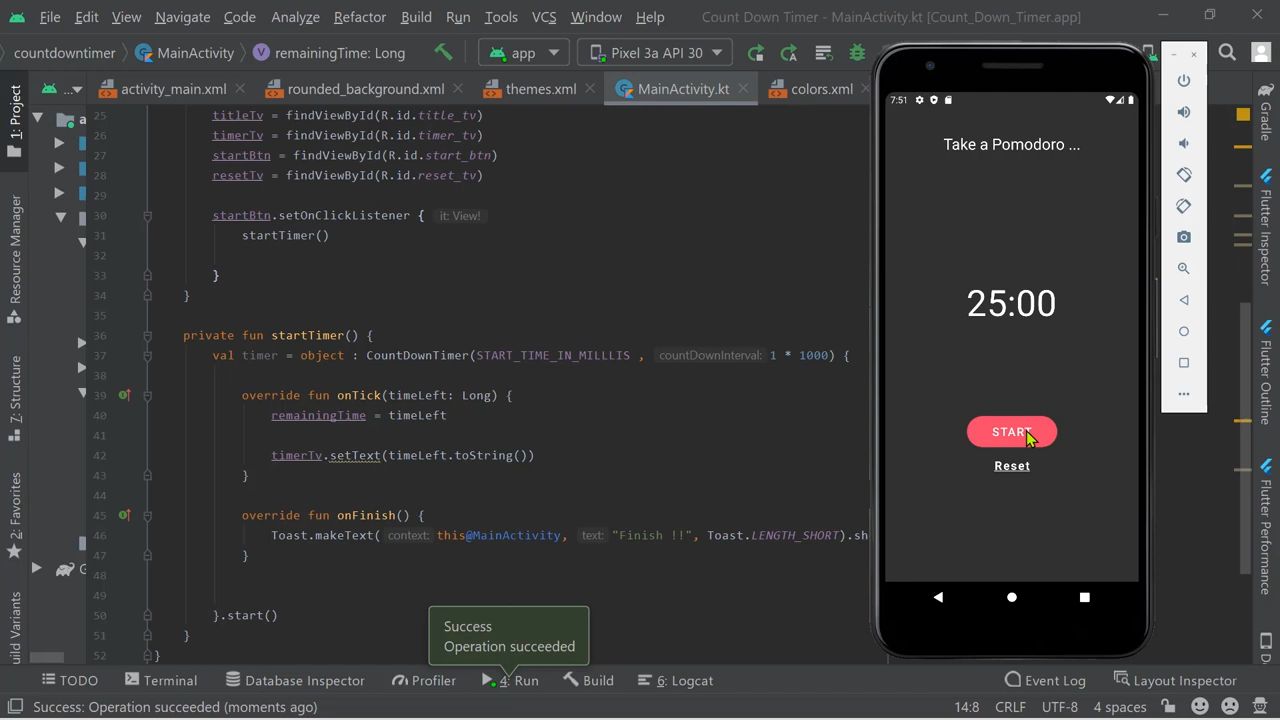 File Edit View Navigate Code Analyze Refactor Build Run Tools VCS Window Help Count Down Timer - MainActivity.kt [Count_Down_Timer.app]
countdowntimer MainActivity remainingTime: Long app Pixel 3a API 30
activity_main.xml rounded_background.xml themes.xml MainActivity.kt colors.xml
1: Project
Resource Manager
Z: Structure
2: Favorites
uild Variants
25 titleTv = findViewById(R.id.title_tv)
26 timerTv = findViewById(R.id.timer_tv)
27 startBtn = findViewById(R.id.start_btn)
28 resetTv = findViewById(R.id.reset_tv)
29
30 startBtn.setOnClickListener { it: View!
31 startTimer()
32
33 }
34 }
35
36 private fun startTimer() {
37 val timer = object : CountDownTimer(START_TIME_IN_MILLLIS , countDownInterval: 1 * 1000) {
38
39 override fun onTick(timeLeft: Long) {
40 remainingTime = timeLeft
41
42 timerTv.setText(timeLeft.toString())
43 }
44
45 override fun onFinish() {
46 Toast.makeText( context: this@MainActivity, text: "Finish !!", Toast.LENGTH_SHORT).sh
47 }
48
49
50 }.start()
51 }
52 }
Success
Operation succeeded
7:51
Take a Pomodoro ...
25:00
START
Reset
Gradle
Flutter Inspector
Flutter Outline
Flutter Performance
TODO Terminal Database Inspector Profiler 4: Run Build 6: Logcat Event Log Layout Inspector
Success: Operation succeeded (moments ago) 14:8 CRLF UTF-8 4 spaces